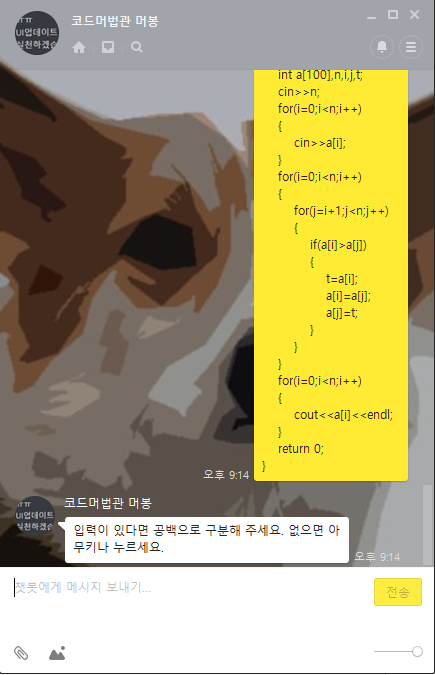 ㅠㅠ
UI업데이트
실천하겠습
코드머법관 머봉
int a[100],n,i,j,t;
cin>>n;
for(i=0;i<n;i++)
{
cin>>a[i];
}
for(i=0;i<n;i++)
{
for(j=i+1;j<n;j++)
{
if(a[i]>a[j])
{
t=a[i];
a[i]=a[j];
a[j]=t;
}
}
}
for(i=0;i<n;i++)
{
cout<<a[i]<<endl;
}
return 0;
}
오후 9:14
UI업데이트
실천하겠습
코드머법관 머봉
입력이 있다면 공백으로 구분해 주세요. 없으면 아
무키나 누르세요.
오후 9:14
챗봇에게 메시지 보내기...
전송